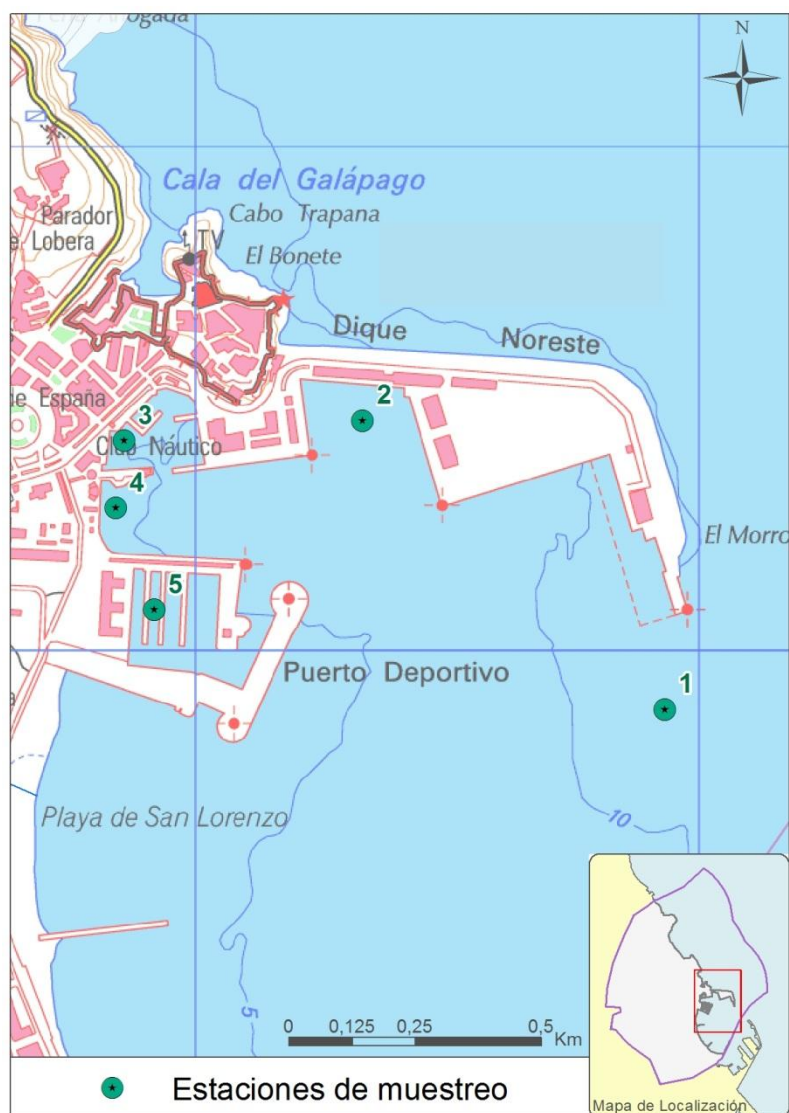 Ahogada
N
Cala del Galápago
Cabo Trapana
Parador
e Lobera
TV
El Bonete
Dique Noreste
ie España
2
3
Club Náutico
4
El Morro
5
Puerto Deportivo
1
Playa de San Lorenzo
10
5
0 0,125 0,25 0,5
Km
Estaciones de muestreo
Mapa de Localización